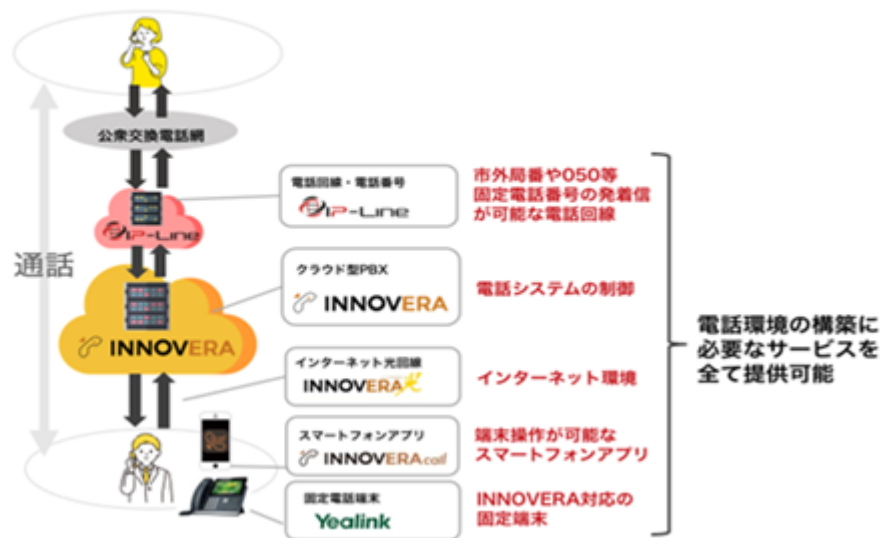 公衆交換電話網
通話
IP-Line
INNOVERA
電話回線・電話番号
IP-Line
市外局番や050等
固定電話番号の発着信
が可能な電話回線
クラウド型PBX
INNOVERA
電話システムの制御
インターネット光回線
INNOVERA光
インターネット環境
スマートフォンアプリ
INNOVERAcall
端末操作が可能な
スマートフォンアプリ
固定電話端末
Yealink
INNOVERA対応の
固定端末
電話環境の構築に
必要なサービスを
全て提供可能